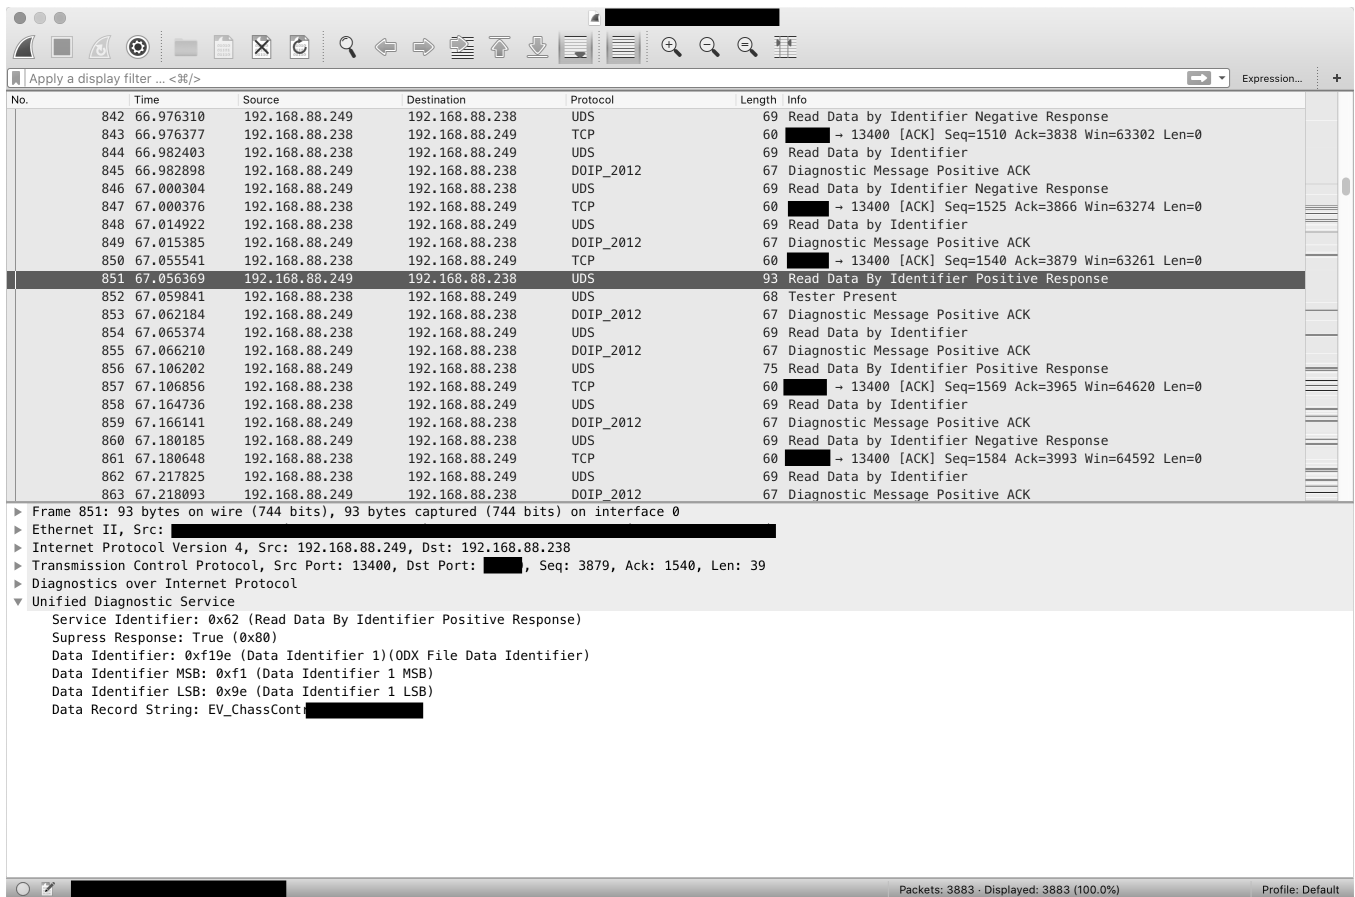 Apply a display filter ... <⌘/>
Expression... +
No. Time Source Destination Protocol Length Info
842 66.976310 192.168.88.249 192.168.88.238 UDS 69 Read Data by Identifier Negative Response
843 66.976377 192.168.88.238 192.168.88.249 TCP 60 → 13400 [ACK] Seq=1510 Ack=3838 Win=63302 Len=0
844 66.982403 192.168.88.238 192.168.88.249 UDS 69 Read Data by Identifier
845 66.982898 192.168.88.249 192.168.88.238 DOIP_2012 67 Diagnostic Message Positive ACK
846 67.000304 192.168.88.249 192.168.88.238 UDS 69 Read Data by Identifier Negative Response
847 67.000376 192.168.88.238 192.168.88.249 TCP 60 → 13400 [ACK] Seq=1525 Ack=3866 Win=63274 Len=0
848 67.014922 192.168.88.238 192.168.88.249 UDS 69 Read Data by Identifier
849 67.015385 192.168.88.249 192.168.88.238 DOIP_2012 67 Diagnostic Message Positive ACK
850 67.055541 192.168.88.238 192.168.88.249 TCP 60 → 13400 [ACK] Seq=1540 Ack=3879 Win=63261 Len=0
851 67.056369 192.168.88.249 192.168.88.238 UDS 93 Read Data By Identifier Positive Response
852 67.059841 192.168.88.238 192.168.88.249 UDS 68 Tester Present
853 67.062184 192.168.88.249 192.168.88.238 DOIP_2012 67 Diagnostic Message Positive ACK
854 67.065374 192.168.88.238 192.168.88.249 UDS 69 Read Data by Identifier
855 67.066210 192.168.88.249 192.168.88.238 DOIP_2012 67 Diagnostic Message Positive ACK
856 67.106202 192.168.88.249 192.168.88.238 UDS 75 Read Data By Identifier Positive Response
857 67.106856 192.168.88.238 192.168.88.249 TCP 60 → 13400 [ACK] Seq=1569 Ack=3965 Win=64620 Len=0
858 67.164736 192.168.88.238 192.168.88.249 UDS 69 Read Data by Identifier
859 67.166141 192.168.88.249 192.168.88.238 DOIP_2012 67 Diagnostic Message Positive ACK
860 67.180185 192.168.88.249 192.168.88.238 UDS 69 Read Data by Identifier Negative Response
861 67.180648 192.168.88.238 192.168.88.249 TCP 60 → 13400 [ACK] Seq=1584 Ack=3993 Win=64592 Len=0
862 67.217825 192.168.88.238 192.168.88.249 UDS 69 Read Data by Identifier
863 67.218093 192.168.88.249 192.168.88.238 DOIP_2012 67 Diagnostic Message Positive ACK
Frame 851: 93 bytes on wire (744 bits), 93 bytes captured (744 bits) on interface 0
Ethernet II, Src:
Internet Protocol Version 4, Src: 192.168.88.249, Dst: 192.168.88.238
Transmission Control Protocol, Src Port: 13400, Dst Port: , Seq: 3879, Ack: 1540, Len: 39
Diagnostics over Internet Protocol
Unified Diagnostic Service
Service Identifier: 0x62 (Read Data By Identifier Positive Response)
Supress Response: True (0x80)
Data Identifier: 0xf19e (Data Identifier 1)(ODX File Data Identifier)
Data Identifier MSB: 0xf1 (Data Identifier 1 MSB)
Data Identifier LSB: 0x9e (Data Identifier 1 LSB)
Data Record String: EV_ChassContr
Packets: 3883 · Displayed: 3883 (100.0%)
Profile: Default